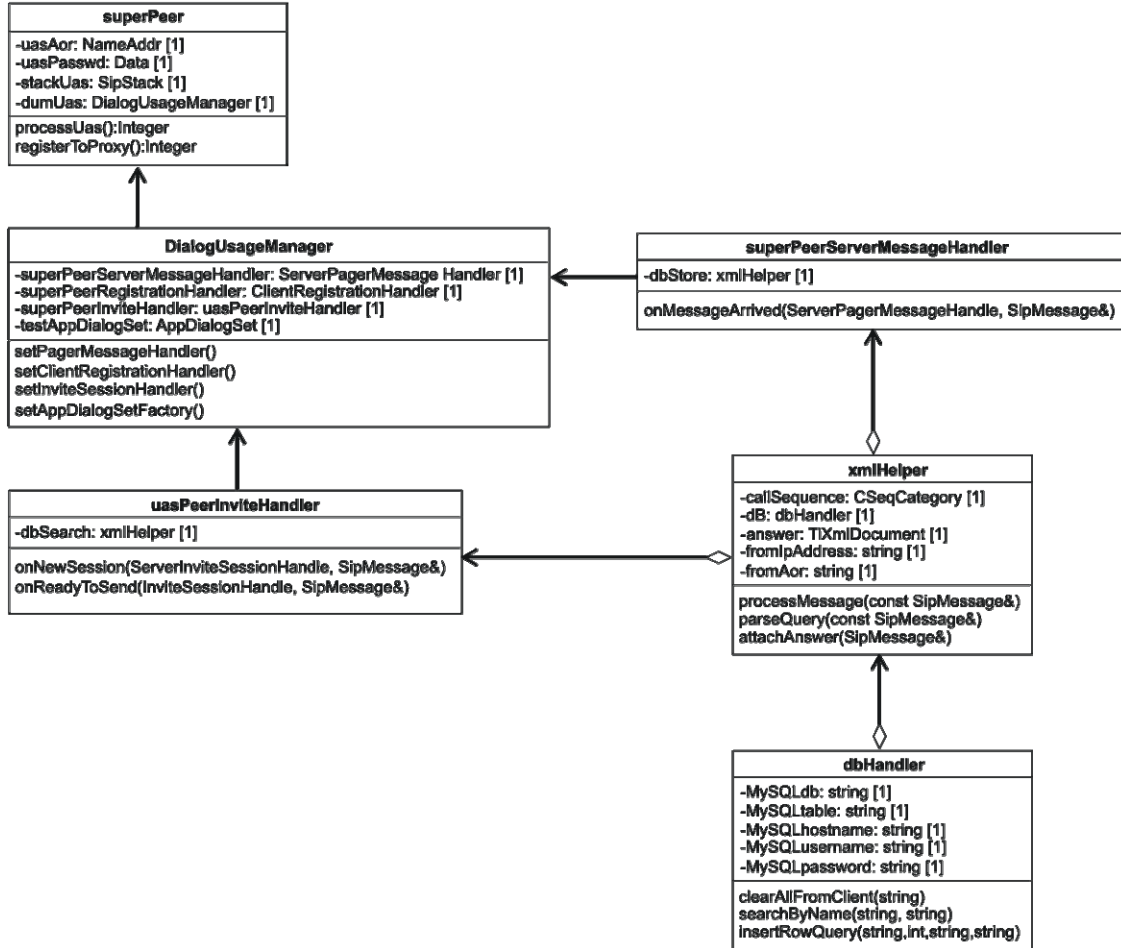 superPeer
-uasAor: NameAddr [1]
-uasPasswd: Data [1]
-stackUas: SipStack [1]
-dumUas: DialogUsageManager [1]
processUas():Integer
registerToProxy():Integer
DialogUsageManager
-superPeerServerMessageHandler: ServerPagerMessage Handler [1]
-superPeerRegistrationHandler: ClientRegistrationHandler [1]
-superPeerInviteHandler: uasPeerInviteHandler [1]
-testAppDialogSet: AppDialogSet [1]
setPagerMessageHandler()
setClientRegistrationHandler()
setInviteSessionHandler()
setAppDialogSetFactory()
superPeerServerMessageHandler
-dbStore: xmlHelper [1]
onMessageArrived(ServerPagerMessageHandle, SipMessage&)
uasPeerInviteHandler
-dbSearch: xmlHelper [1]
onNewSession(ServerInviteSessionHandle, SipMessage&)
onReadyToSend(InviteSessionHandle, SipMessage&)
xmlHelper
-callSequence: CSeqCategory [1]
-dB: dbHandler [1]
-answer: TiXmlDocument [1]
-fromIpAddress: string [1]
-fromAor: string [1]
processMessage(const SipMessage&)
parseQuery(const SipMessage&)
attachAnswer(SipMessage&)
dbHandler
-MySQLdb: string [1]
-MySQLtable: string [1]
-MySQLhostname: string [1]
-MySQLusername: string [1]
-MySQLpassword: string [1]
clearAllFromClient(string)
searchByName(string, string)
insertRowQuery(string,int,string,string)